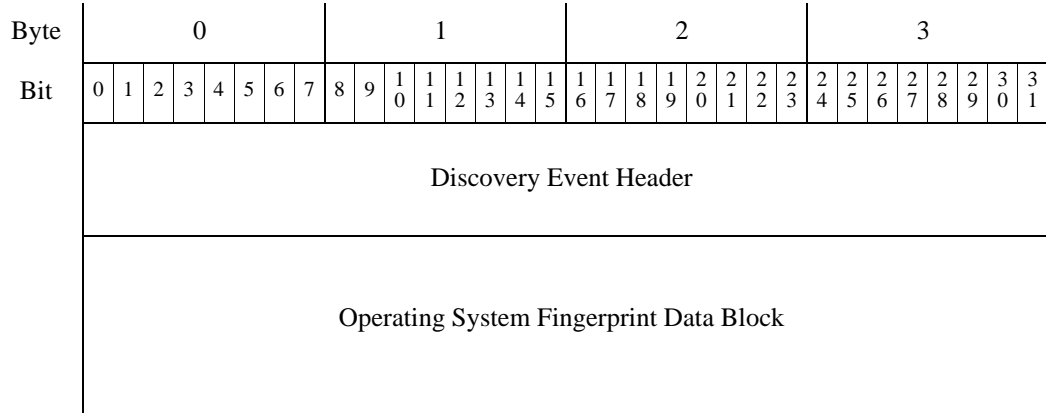 Byte 0 1 2 3
Bit 0 1 2 3 4 5 6 7 8 9 10 11 12 13 14 15 16 17 18 19 20 21 22 23 24 25 26 27 28 29 30 31
Discovery Event Header
Operating System Fingerprint Data Block